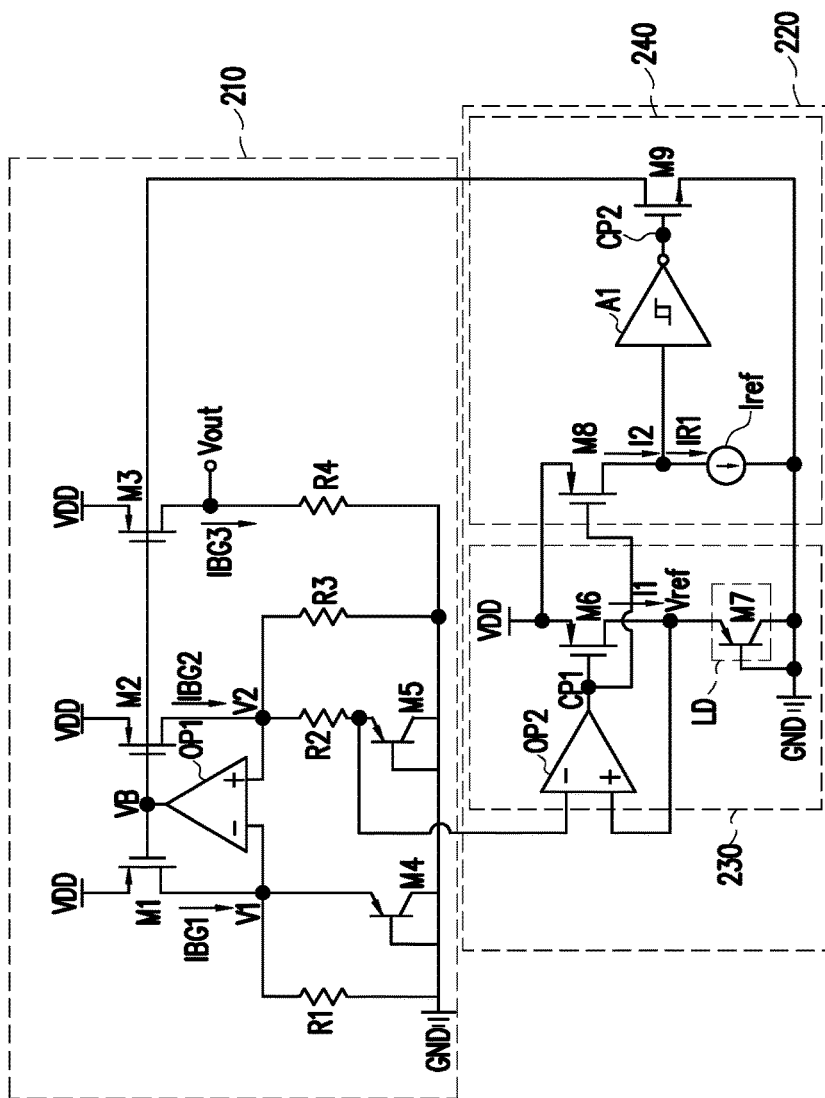 210
VDD
VDD
VDD
M1
VB
M2
M3
OP1
IBG1
IBG2
IBG3
Vout
V1
V2
-
+
R1
R2
R3
R4
M4
M5
GND
220
240
230
VDD
OP2
-
+
CP1
M6
M8
I1
I2
Vref
IR1
Iref
LD
M7
A1
CP2
M9
GND